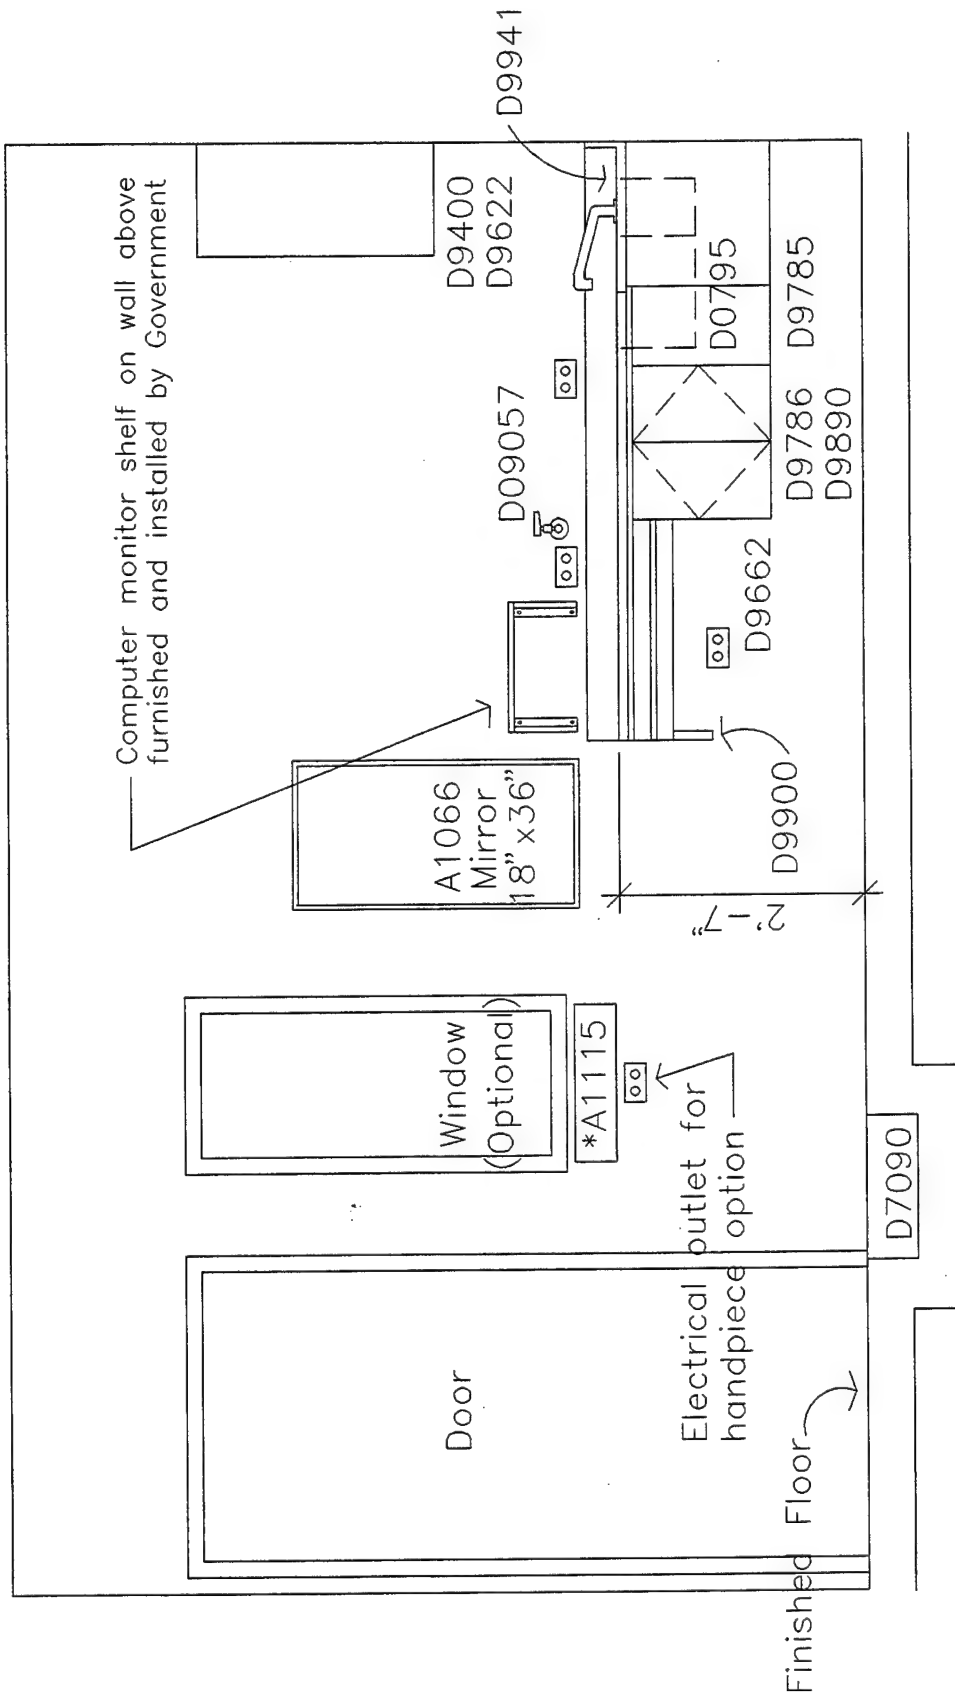 Computer monitor shelf on wall above
furnished and installed by Government
D9941
D9400
D9622
D09057
A1066
Mirror
18" x36"
Window
(Optional)
*A1115
Door
D0795
D9785
D9786
D9890
D9662
D9900
2'-7"
Electrical outlet for
handpiece option
D7090
Finished Floor